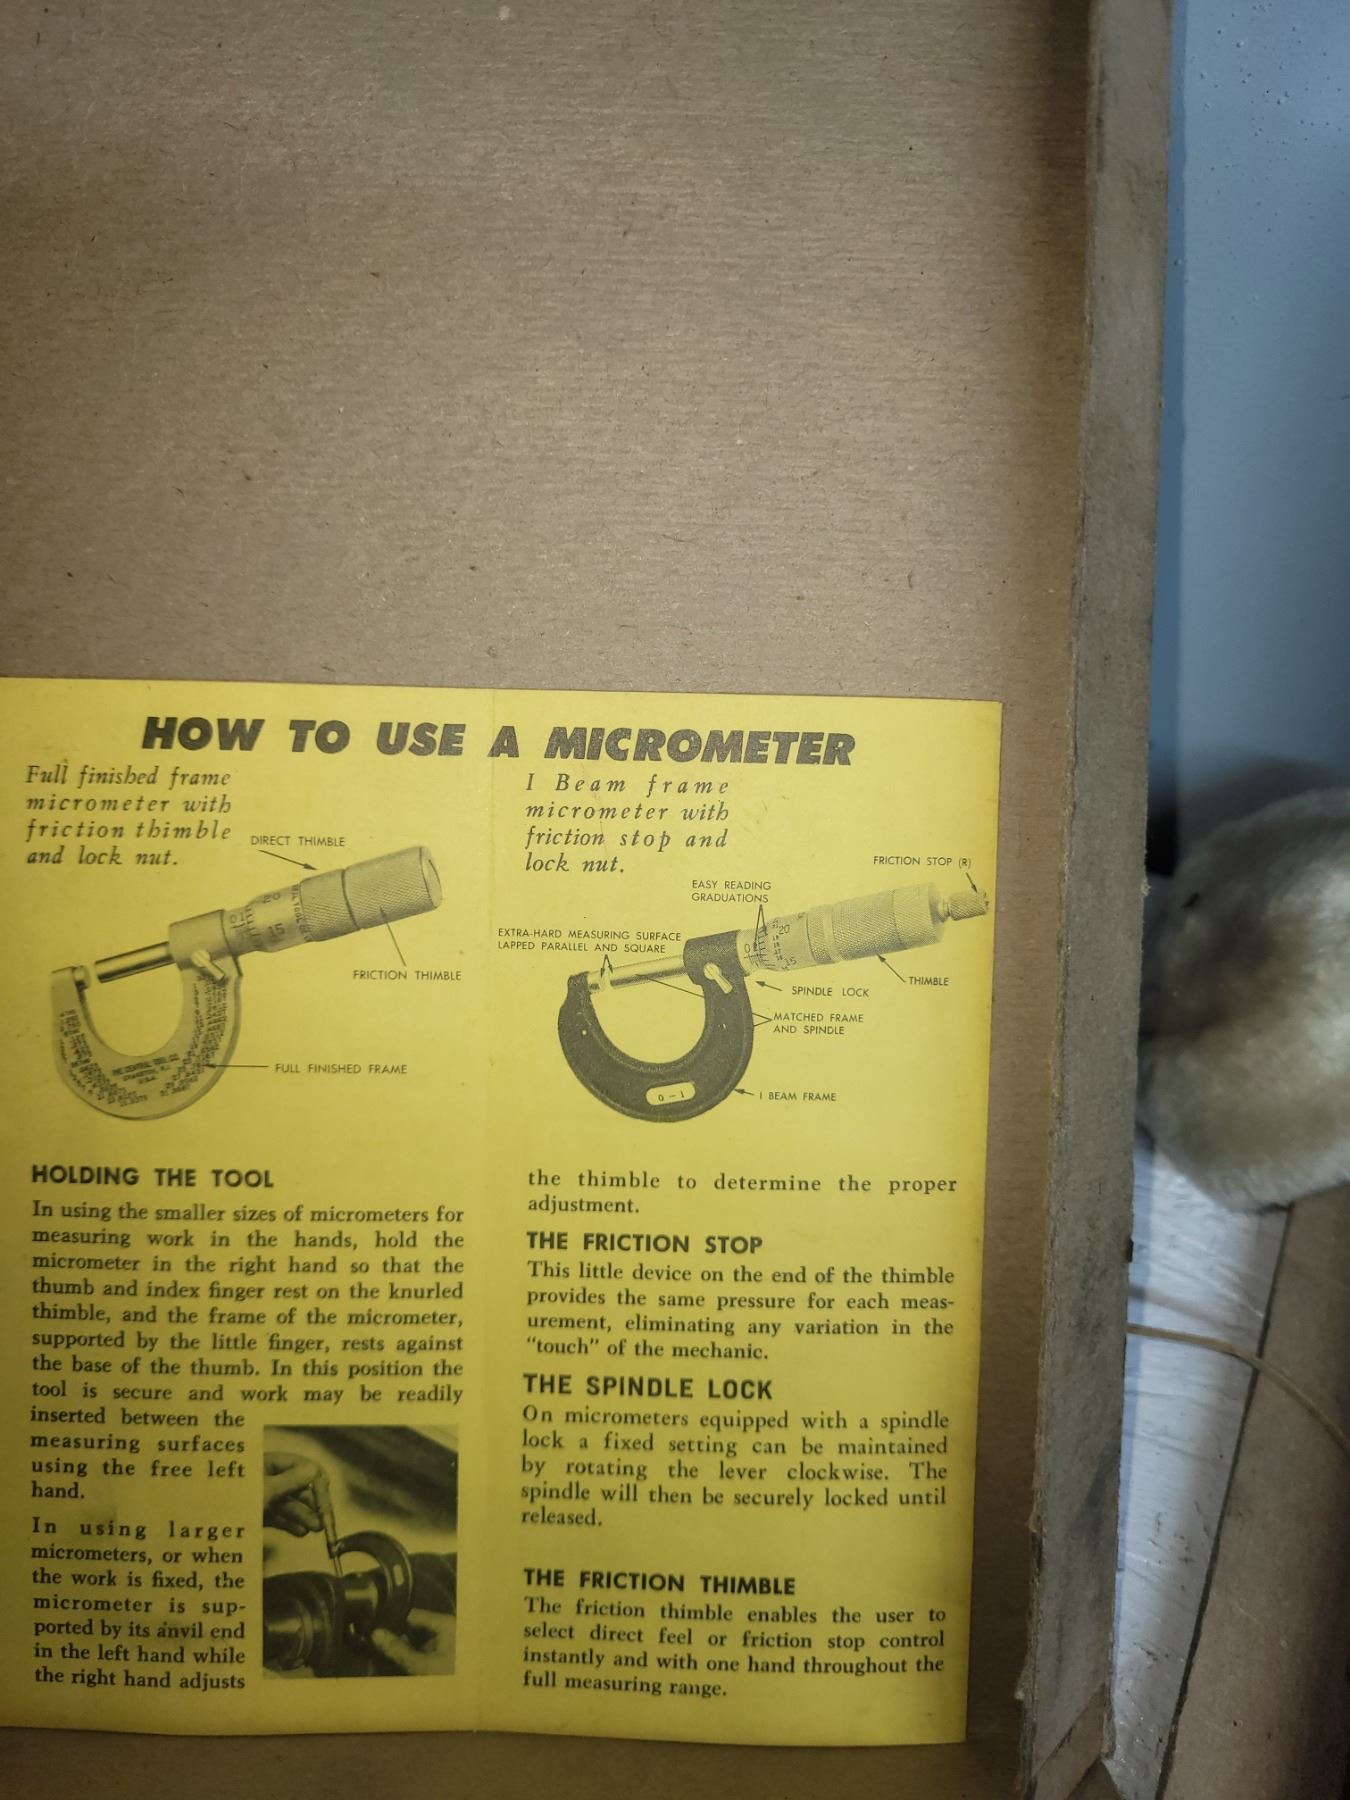 HOW TO USE A MICROMETER
Full finished frame
micrometer with
friction thimble
and lock nut.
DIRECT THIMBLE
20
15
0
FRICTION THIMBLE
THE CENTRAL TOOL CO.
U.S.A.
FULL FINISHED FRAME
I Beam frame
micrometer with
friction stop and
lock nut.
FRICTION STOP (R)
EASY READING
GRADUATIONS
EXTRA-HARD MEASURING SURFACE
LAPPED PARALLEL AND SQUARE
0
20
15
THIMBLE
SPINDLE LOCK
MATCHED FRAME
AND SPINDLE
0-1
I BEAM FRAME
HOLDING THE TOOL
In using the smaller sizes of micrometers for
measuring work in the hands, hold the
micrometer in the right hand so that the
thumb and index finger rest on the knurled
thimble, and the frame of the micrometer,
supported by the little finger, rests against
the base of the thumb. In this position the
tool is secure and work may be readily
inserted between the
measuring surfaces
using the free left
hand.
In using larger
micrometers, or when
the work is fixed, the
micrometer is sup-
ported by its anvil end
in the left hand while
the right hand adjusts
the thimble to determine the proper
adjustment.
THE FRICTION STOP
This little device on the end of the thimble
provides the same pressure for each meas-
urement, eliminating any variation in the
"touch" of the mechanic.
THE SPINDLE LOCK
On micrometers equipped with a spindle
lock a fixed setting can be maintained
by rotating the lever clockwise. The
spindle will then be securely locked until
released.
THE FRICTION THIMBLE
The friction thimble enables the user to
select direct feel or friction stop control
instantly and with one hand throughout the
full measuring range.